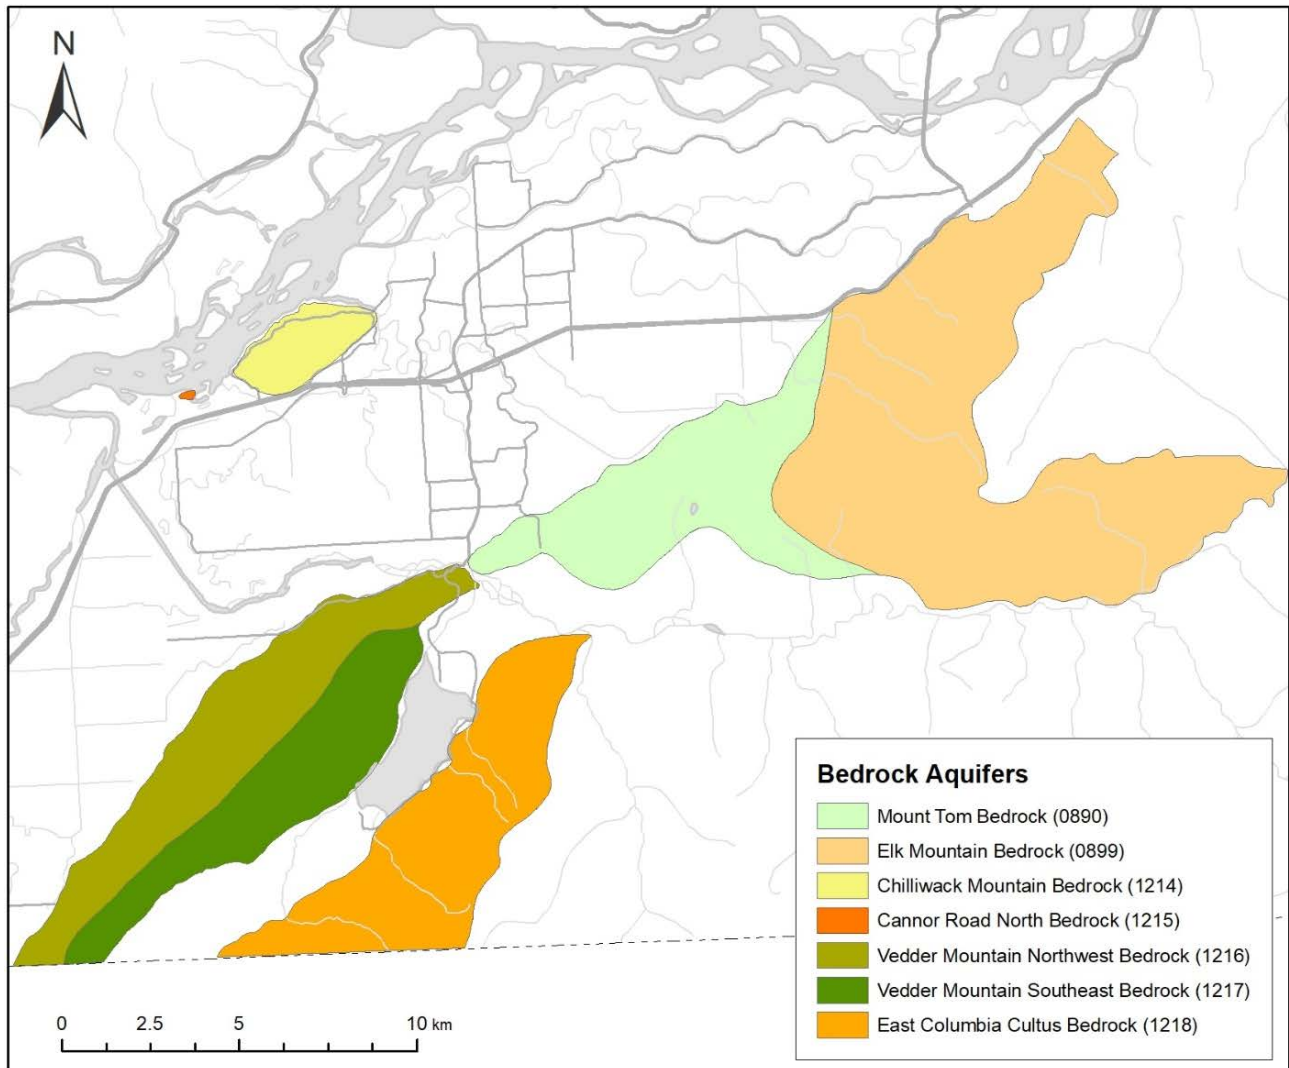 N
Bedrock Aquifers
Mount Tom Bedrock (0890)
Elk Mountain Bedrock (0899)
Chilliwack Mountain Bedrock (1214)
Cannor Road North Bedrock (1215)
Vedder Mountain Northwest Bedrock (1216)
Vedder Mountain Southeast Bedrock (1217)
East Columbia Cultus Bedrock (1218)
0 2.5 5 10 km